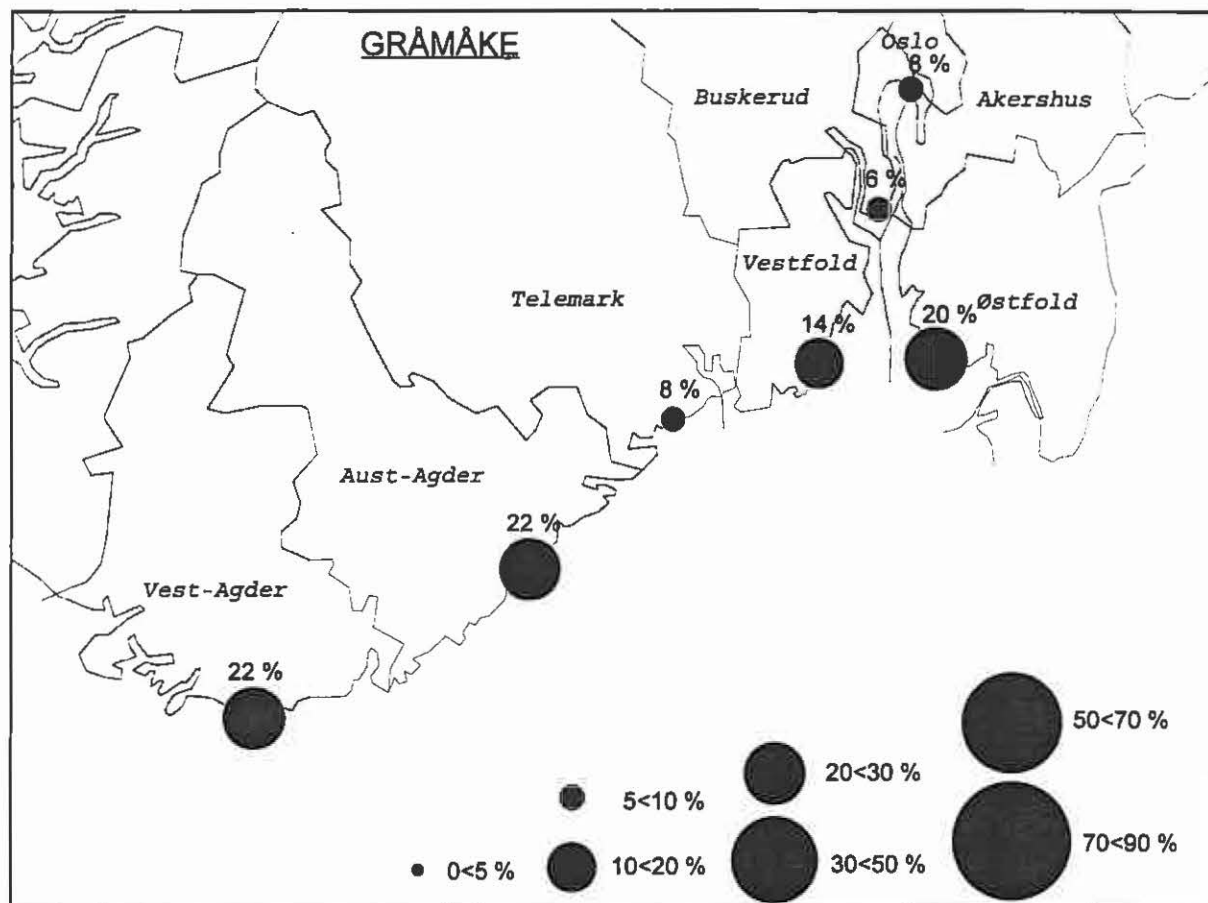 GRÅMÅKE
Oslo
8 %
Buskerud
Akershus
6 %
Vestfold
Telemark
Østfold
14 %
20 %
8 %
Aust-Agder
22 %
Vest-Agder
22 %
50<70 %
20<30 %
5<10 %
70<90 %
30<50 %
10<20 %
0<5 %